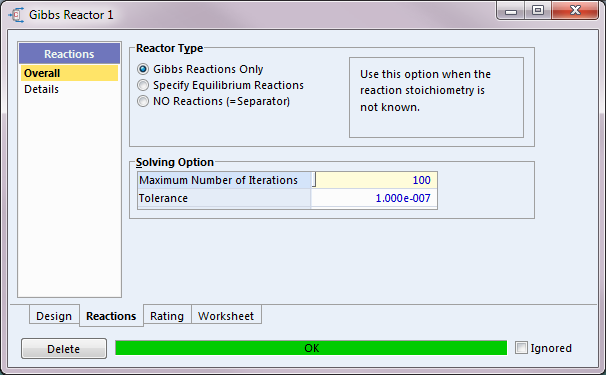 Gibbs Reactor 1
Reactions
Overall
Details
Reactor Type
Gibbs Reactions Only
Specify Equilibrium Reactions
NO Reactions (=Separator)
Use this option when the
reaction stoichiometry is
not known.
Solving Option
Maximum Number of Iterations 100
Tolerance 1.000e-007
Design Reactions Rating Worksheet
Delete OK Ignored